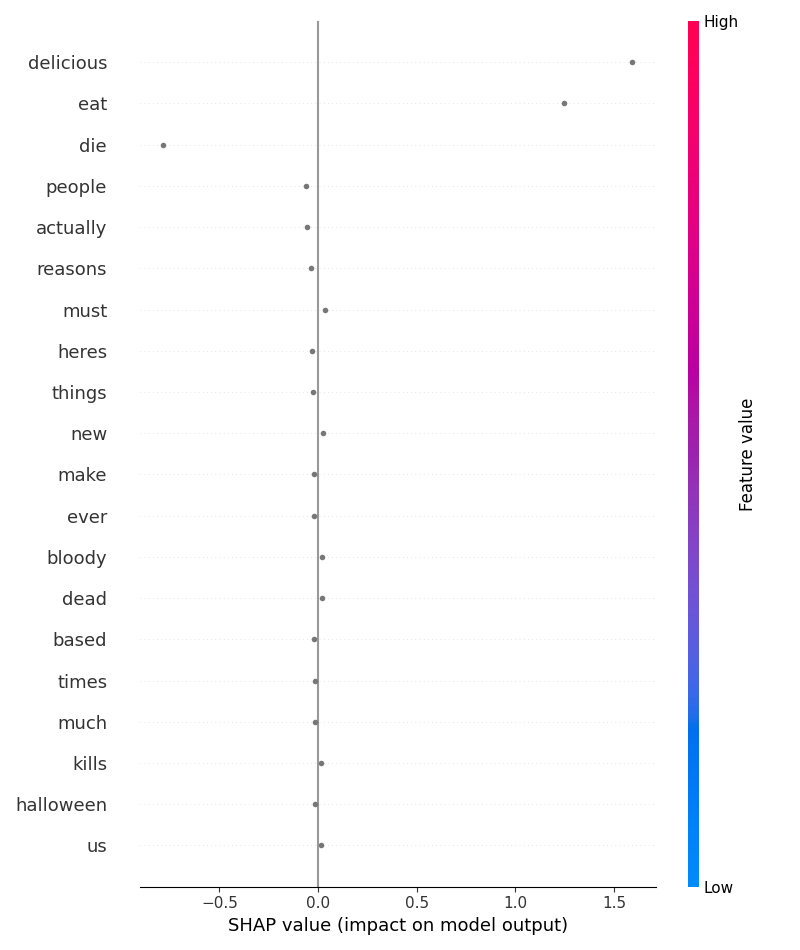 High
delicious
eat
die
people
actually
reasons
must
heres
things
new
make
ever
bloody
dead
based
times
much
kills
halloween
us
Feature value
Low
−0.5 0.0 0.5 1.0 1.5
SHAP value (impact on model output)